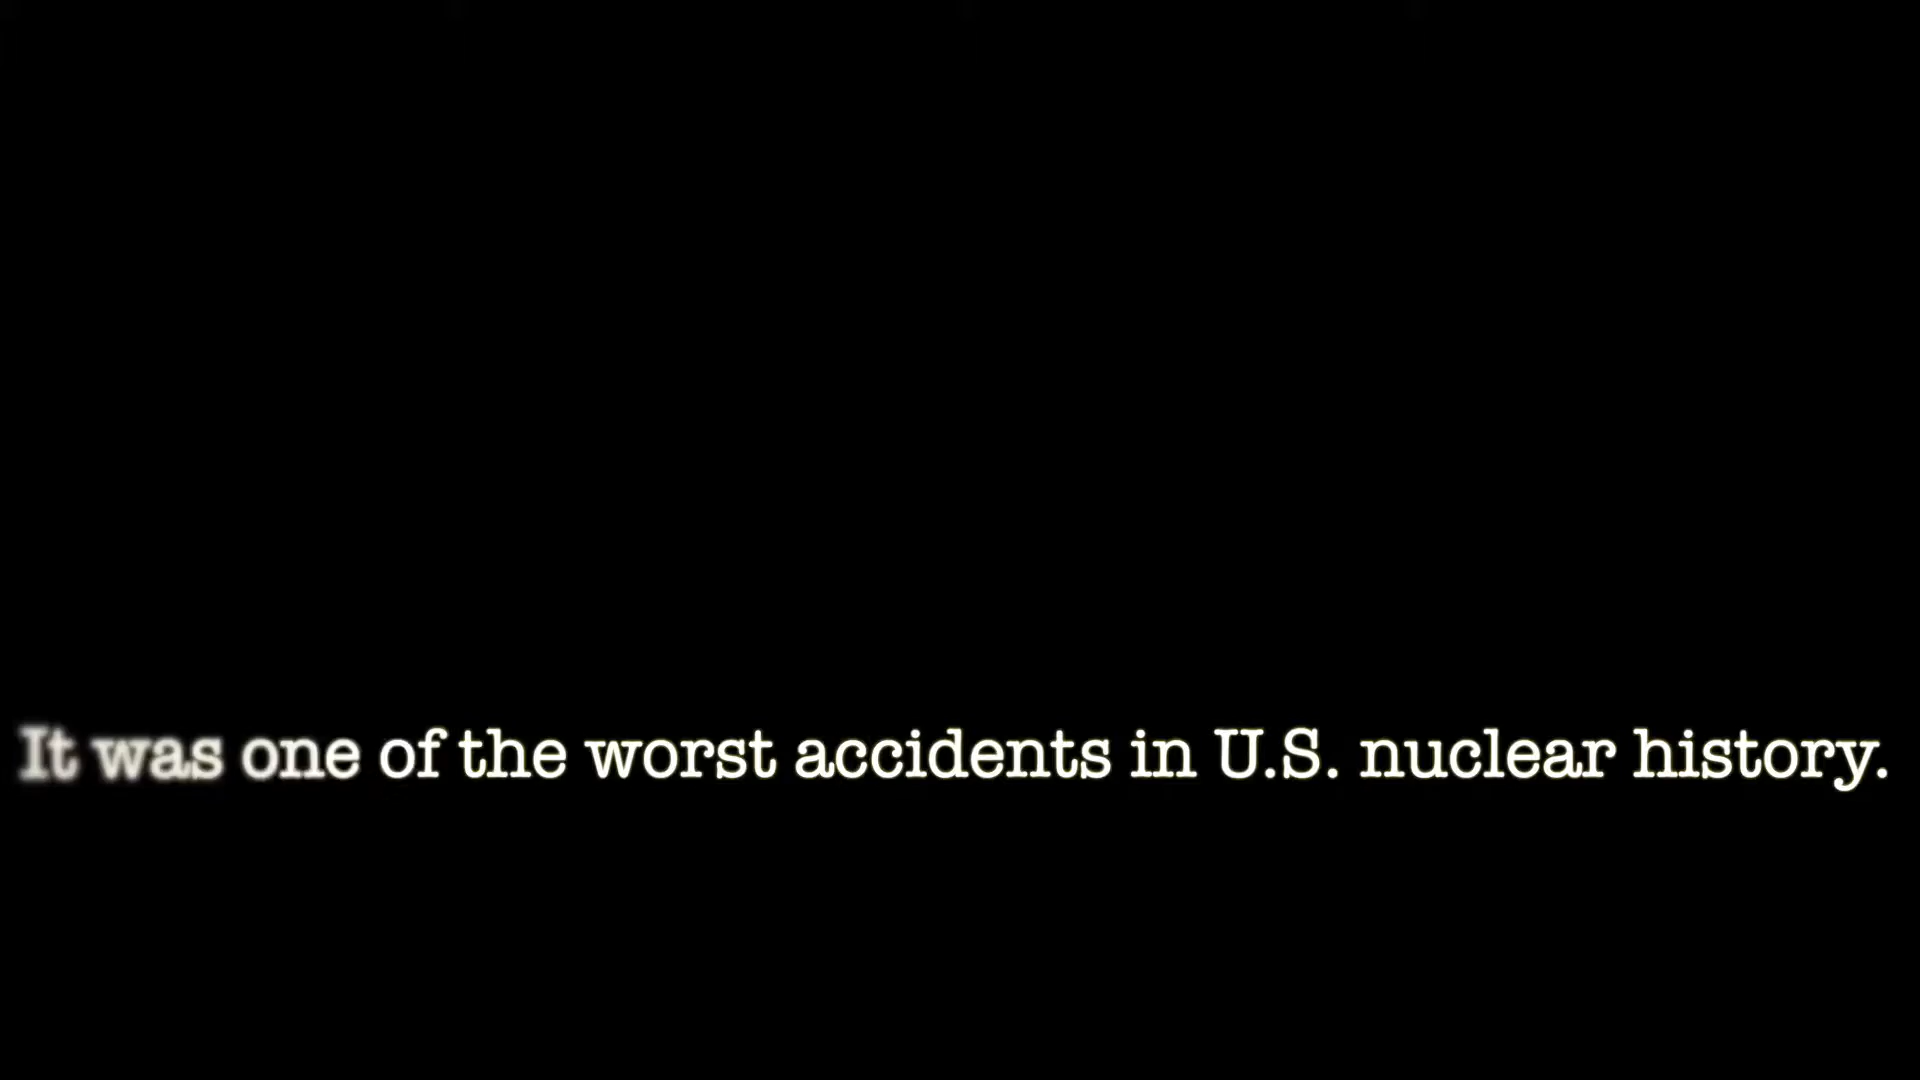 It was one of the worst accidents in U.S. nuclear history.